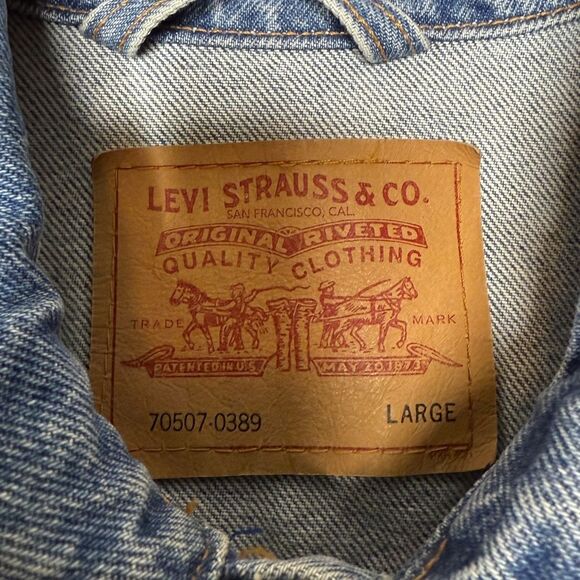 LEVI STRAUSS & CO.
SAN FRANCISCO, CAL.
ORIGINAL RIVETED
QUALITY CLOTHING
TRADE MARK
PATENTED IN U.S. MAY 20 1873
70507-0389 LARGE